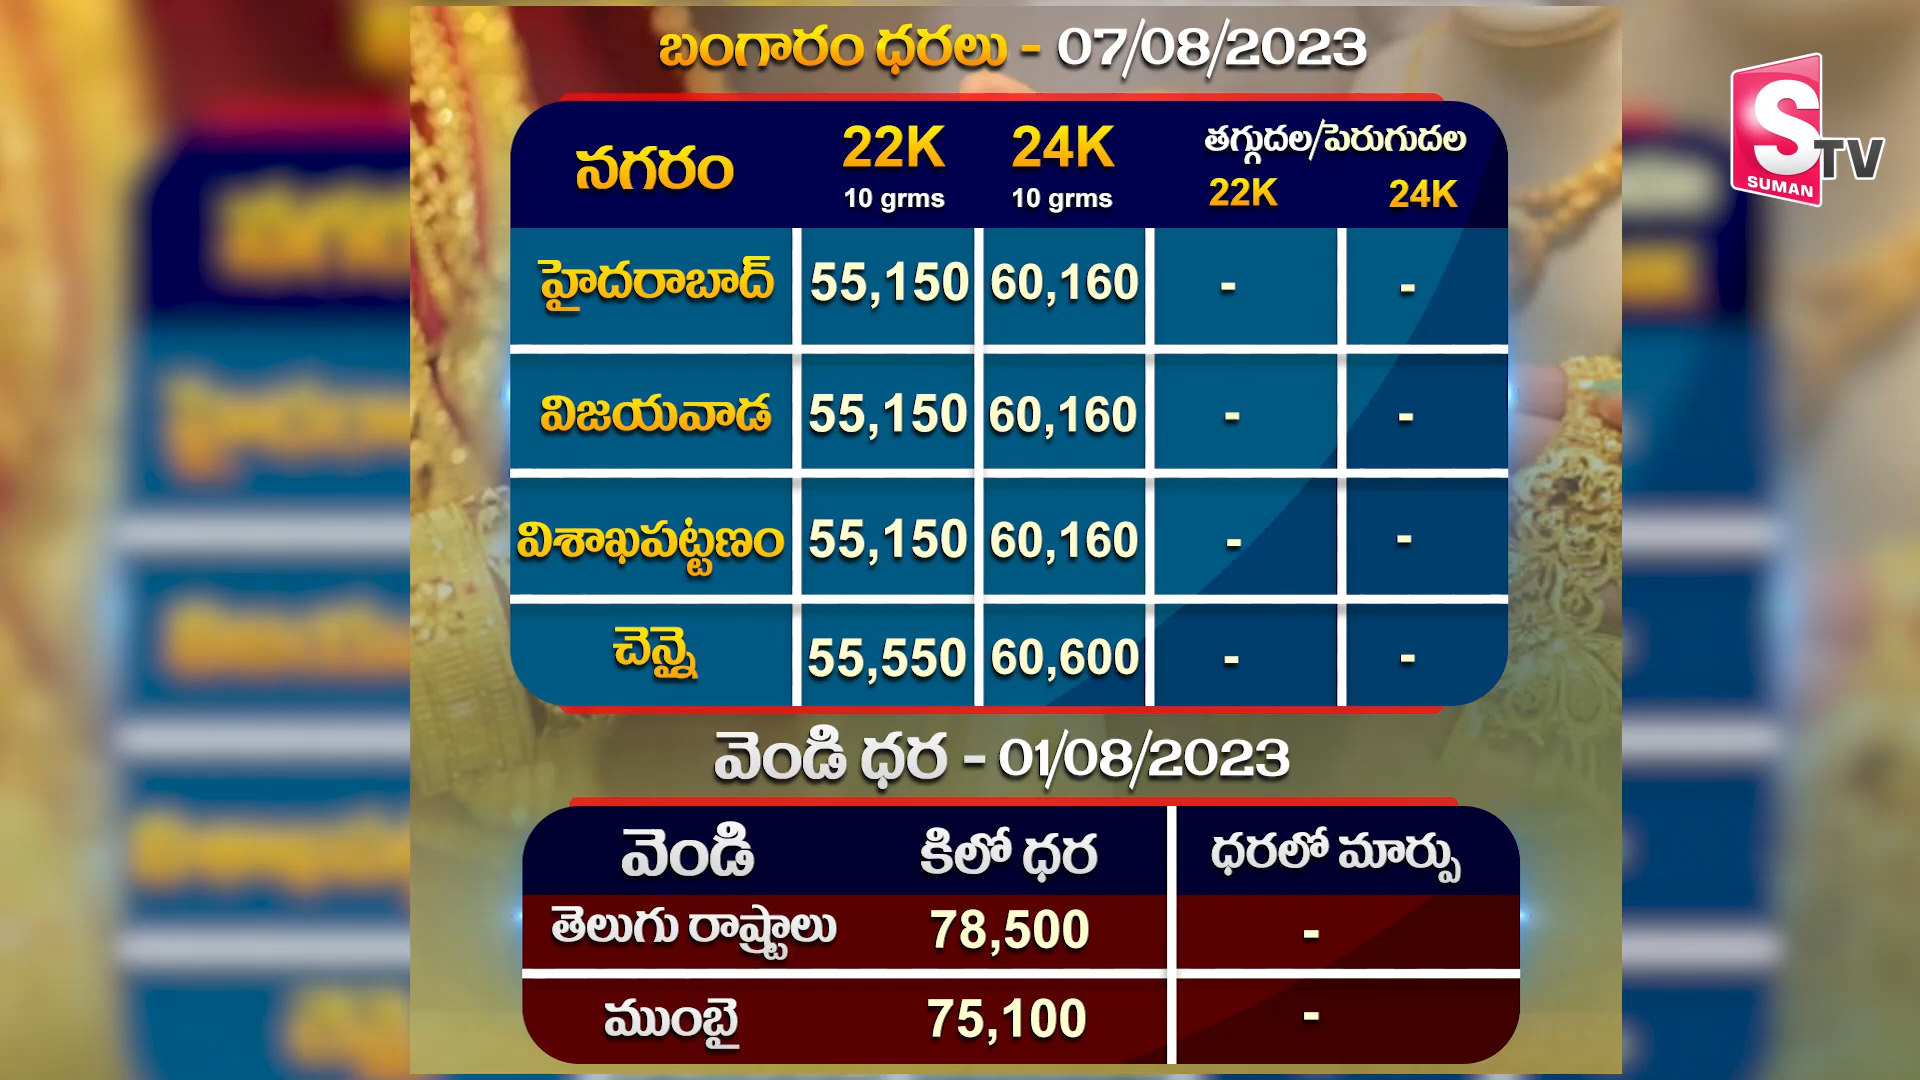 బంగారం ధరలు - 07/08/2023
S TV
SUMAN
నగరం 22K 24K తగ్గుదల/పెరుగుదల
10 grms 10 grms 22K 24K
హైదరాబాద్ 55,150 60,160 - -
విజయవాడ 55,150 60,160 - -
విశాఖపట్టణం 55,150 60,160 - -
చెన్నై 55,550 60,600 - -
వెండి ధర - 01/08/2023
వెండి కిలో ధర ధరలో మార్పు
తెలుగు రాష్ట్రాలు 78,500 -
ముంబై 75,100 -